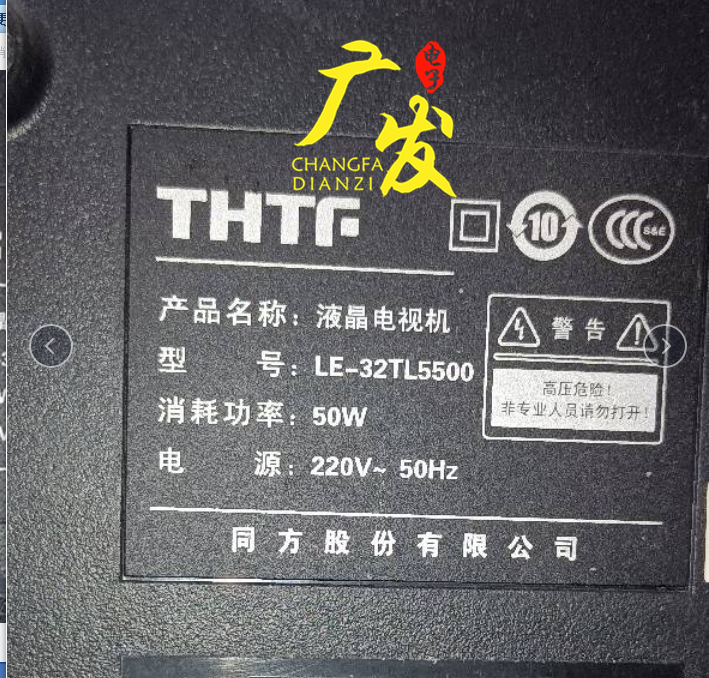 电子
广发
CHANGFA
DIANZI
THTF
10
CCC S&E
产品名称：液晶电视机
型 号：LE-32TL5500
消耗功率：50W
电 源：220V~ 50Hz
警告
高压危险！
非专业人员请勿打开！
同方股份有限公司